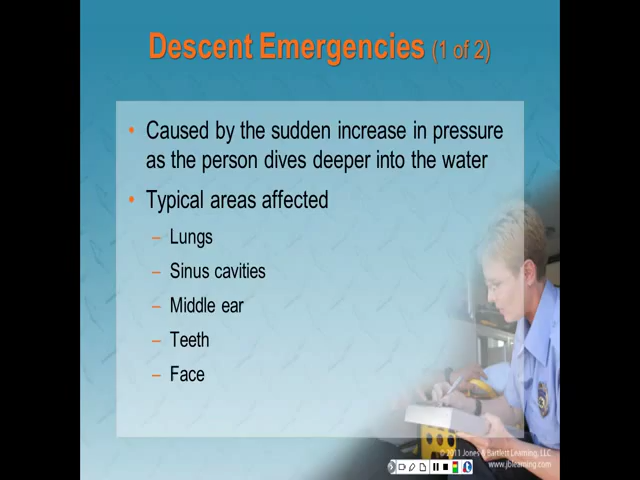 Descent Emergencies (1 of 2)
• Caused by the sudden increase in pressure
as the person dives deeper into the water
• Typical areas affected
– Lungs
– Sinus cavities
– Middle ear
– Teeth
– Face
© 2011 Jones & Bartlett Learning, LLC
www.jblearning.com